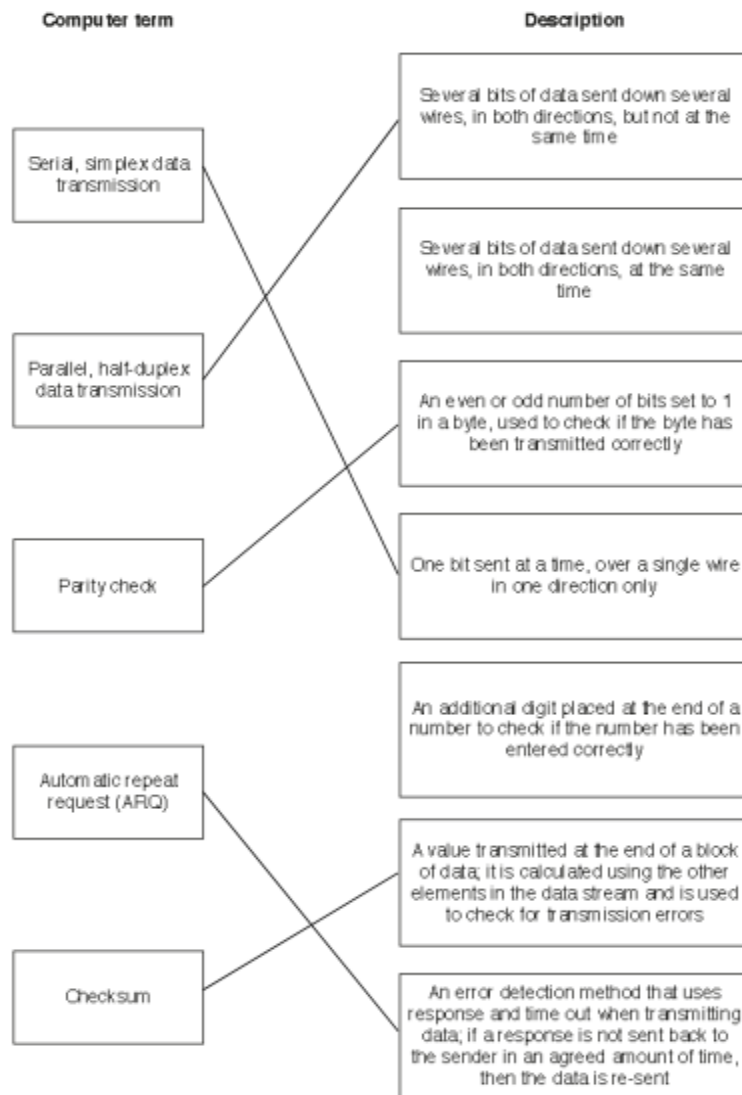 Computer term
Description
Serial, simplex data
transmission
Parallel, half-duplex
data transmission
Parity check
Automatic repeat
request (ARQ)
Checksum
Several bits of data sent down several
wires, in both directions, but not at the
same time
Several bits of data sent down several
wires, in both directions, at the same
time
An even or odd number of bits set to 1
in a byte, used to check if the byte has
been transmitted correctly
One bit sent at a time, over a single wire
in one direction only
An additional digit placed at the end of a
number to check if the number has been
entered correctly
A value transmitted at the end of a block
of data; it is calculated using the other
elements in the data stream and is used
to check for transmission errors
An error detection method that uses
response and time out when transmitting
data; if a response is not sent back to
the sender in an agreed amount of time,
then the data is re-sent